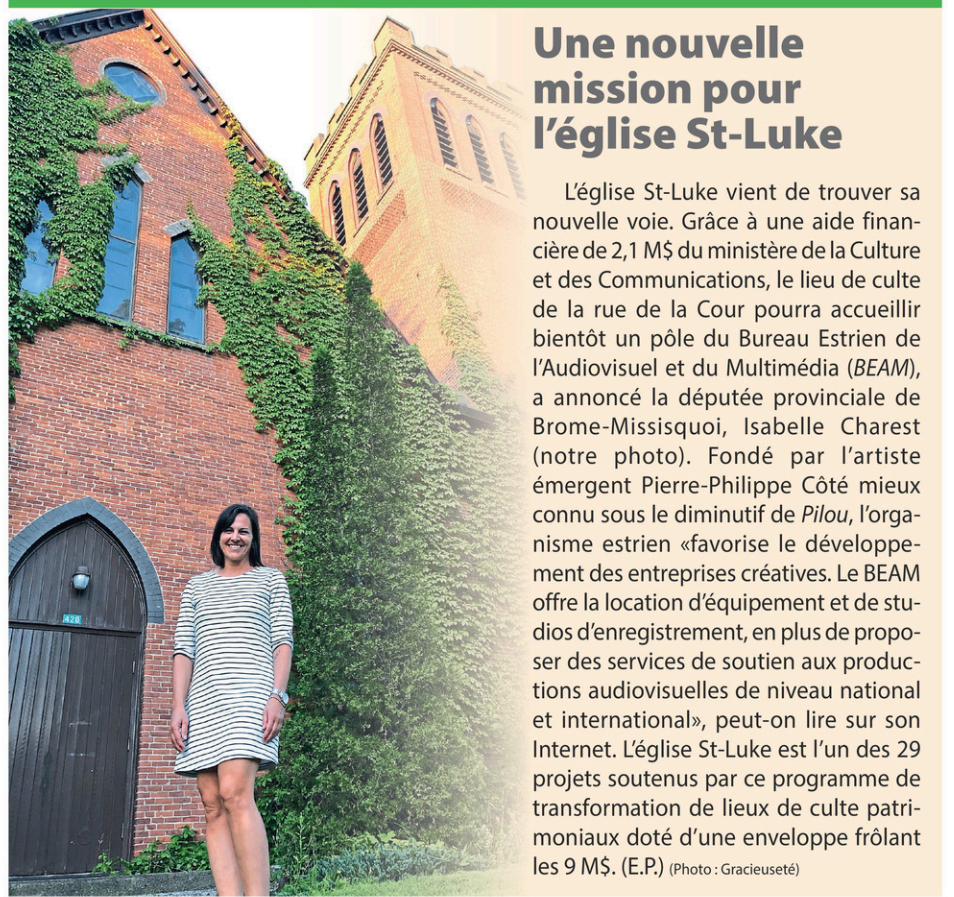 Une nouvelle
mission pour
l'église St-Luke
L'église St-Luke vient de trouver sa
nouvelle voie. Grâce à une aide finan-
cière de 2,1 M$ du ministère de la Culture
et des Communications, le lieu de culte
de la rue de la Cour pourra accueillir
bientôt un pôle du Bureau Estrien de
l'Audiovisuel et du Multimédia (BEAM),
a annoncé la députée provinciale de
Brome-Missisquoi, Isabelle Charest
(notre photo). Fondé par l'artiste
émergent Pierre-Philippe Côté mieux
connu sous le diminutif de Pilou, l'orga-
nisme estrien «favorise le développe-
ment des entreprises créatives. Le BEAM
offre la location d'équipement et de stu-
dios d'enregistrement, en plus de propo-
ser des services de soutien aux produc-
tions audiovisuelles de niveau national
et international», peut-on lire sur son
Internet. L'église St-Luke est l'un des 29
projets soutenus par ce programme de
transformation de lieux de culte patri-
moniaux doté d'une enveloppe frôlant
les 9 M$. (E.P.) (Photo : Gracieuseté)
420